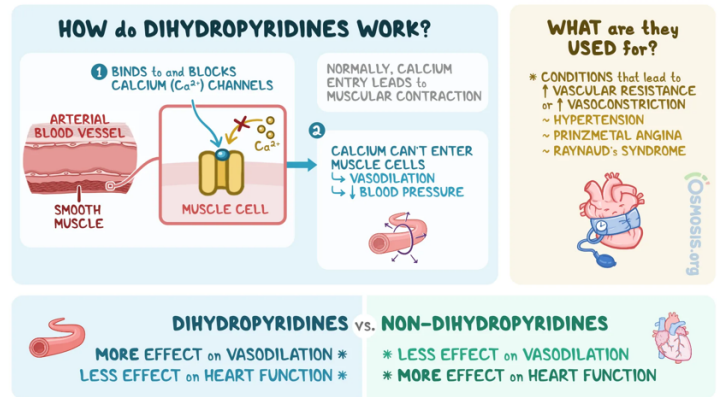 HOW do DIHYDROPYRIDINES WORK?
1 BINDS to and BLOCKS
CALCIUM (Ca²⁺) CHANNELS
ARTERIAL
BLOOD VESSEL
SMOOTH
MUSCLE
Ca²⁺
MUSCLE CELL
NORMALLY, CALCIUM
ENTRY LEADS to
MUSCULAR CONTRACTION
2
CALCIUM CAN'T ENTER
MUSCLE CELLS
↳ VASODILATION
↳ ↓ BLOOD PRESSURE
WHAT are they
USED for?
* CONDITIONS that lead to
↑ VASCULAR RESISTANCE
or ↑ VASOCONSTRICTION
~ HYPERTENSION
~ PRINZMETAL ANGINA
~ RAYNAUD's SYNDROME
OSMOSIS.org
DIHYDROPYRIDINES vs. NON-DIHYDROPYRIDINES
MORE EFFECT on VASODILATION *
LESS EFFECT on HEART FUNCTION *
* LESS EFFECT on VASODILATION
* MORE EFFECT on HEART FUNCTION